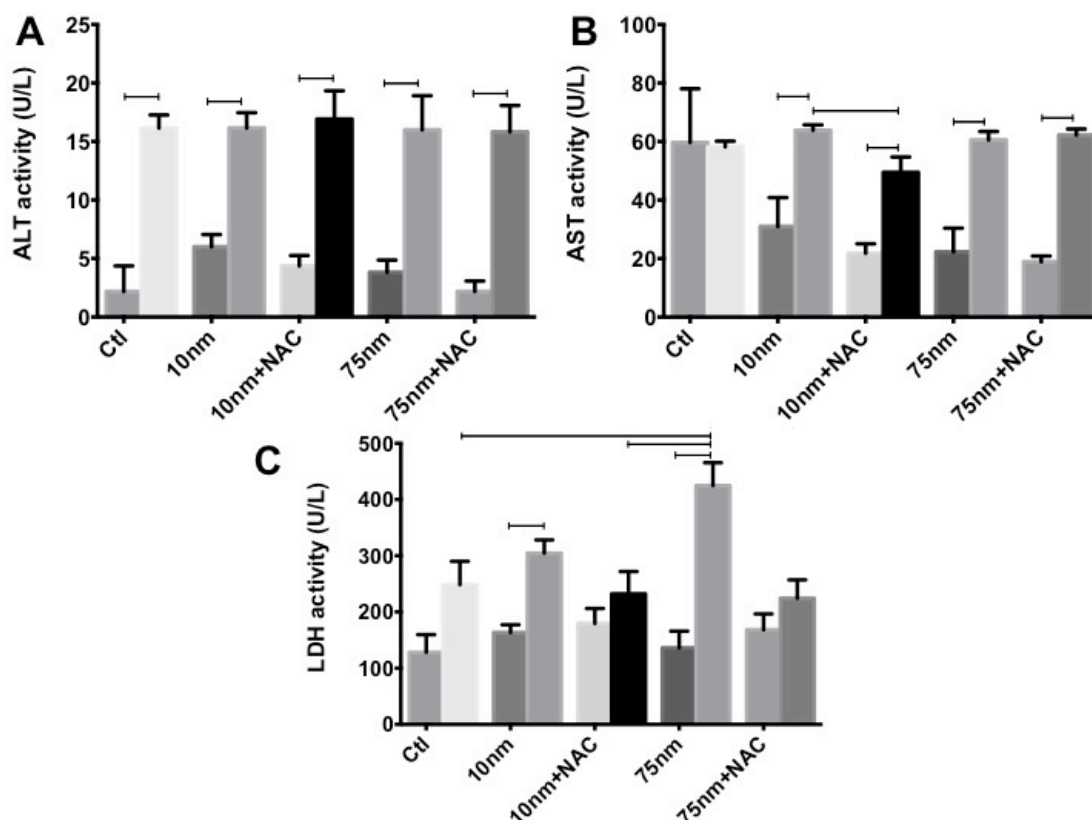 A
ALT activity (U/L)
25
20
15
10
5
0
Ctl
10nm
10nm+NAC
75nm
75nm+NAC
B
AST activity (U/L)
100
80
60
40
20
0
Ctl
10nm
10nm+NAC
75nm
75nm+NAC
C
LDH activity (U/L)
500
400
300
200
100
0
Ctl
10nm
10nm+NAC
75nm
75nm+NAC